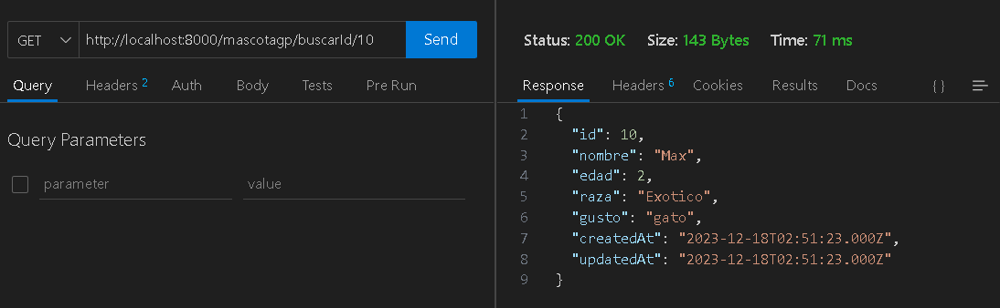 GET http://localhost:8000/mascotagp/buscarId/10 Send
Query Headers 2 Auth Body Tests Pre Run
Query Parameters
parameter value
Status: 200 OK Size: 143 Bytes Time: 71 ms
Response Headers 6 Cookies Results Docs {}
1 {
2 "id": 10,
3 "nombre": "Max",
4 "edad": 2,
5 "raza": "Exotico",
6 "gusto": "gato",
7 "createdAt": "2023-12-18T02:51:23.000Z",
8 "updatedAt": "2023-12-18T02:51:23.000Z"
9 }